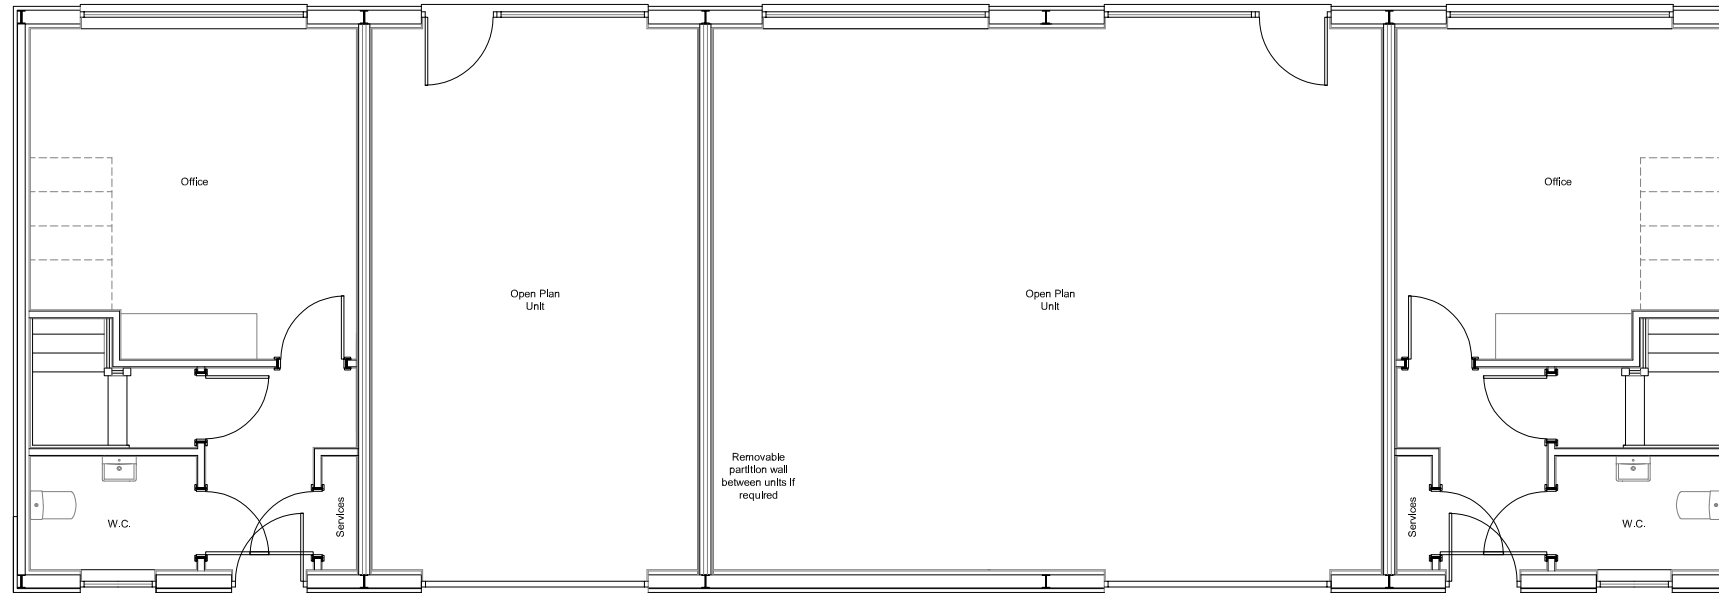 Office
Office
Open Plan
Unit
Open Plan
Unit
Removable
partition wall
between units if
required
Services
Services
W.C.
W.C.